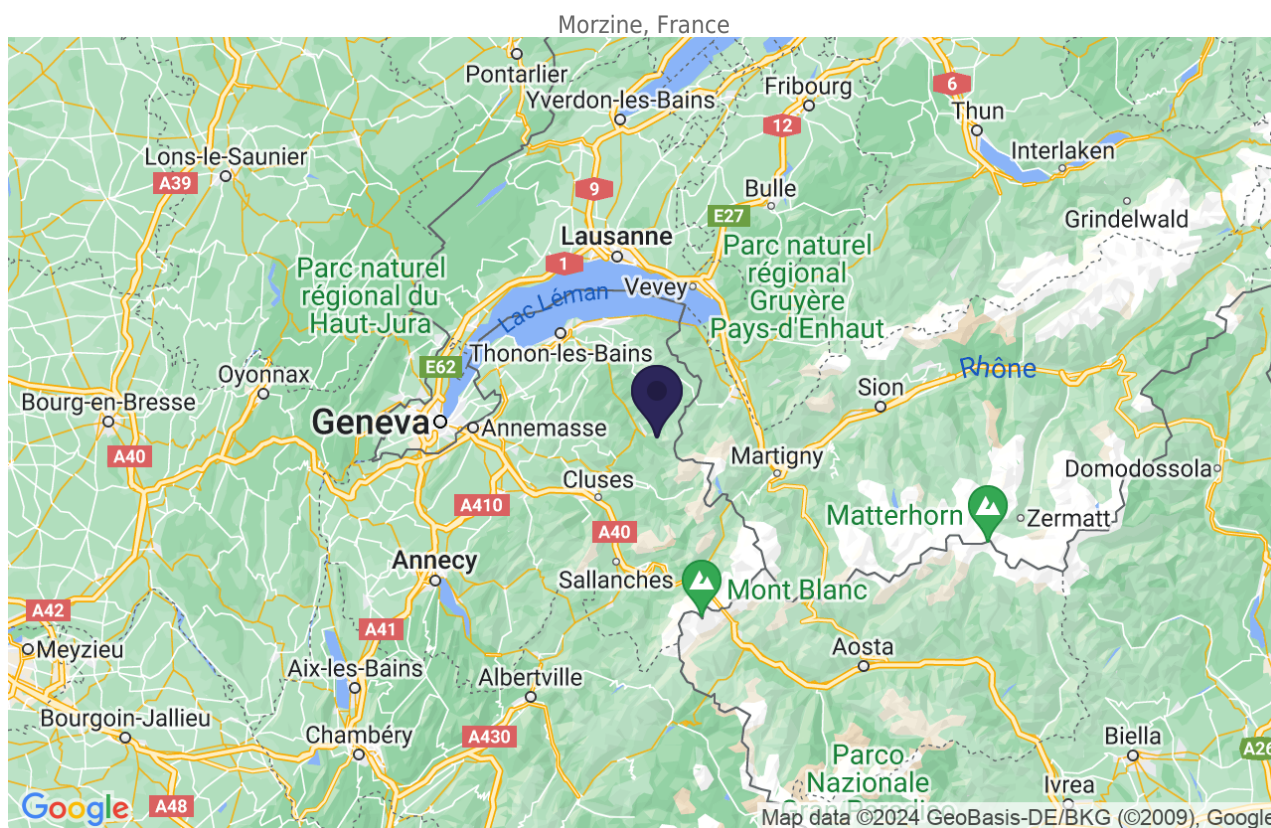 Morzine, France
Pontarlier
Yverdon-les-Bains
Fribourg
6
Thun
12
Interlaken
Lons-le-Saunier
A39
9
Bulle
Grindelwald
E27
Lausanne
1
Parc naturel
régional du
Haut-Jura
Vevey
Parc naturel
régional
Gruyère
Pays-d'Enhaut
Lac Léman
Thonon-les-Bains
E62
Oyonnax
Rhône
Sion
Bourg-en-Bresse
Geneva
Annemasse
A40
Martigny
Domodossola
Cluses
A410
Matterhorn
Zermatt
A40
Annecy
Sallanches
Mont Blanc
A42
A41
Meyzieu
Aosta
Aix-les-Bains
Albertville
Bourgoin-Jallieu
Chambéry
A430
Biella
A26
Parco
Nazionale
Gran Paradiso
Ivrea
Google
A48
Map data ©2024 GeoBasis-DE/BKG (©2009), Google